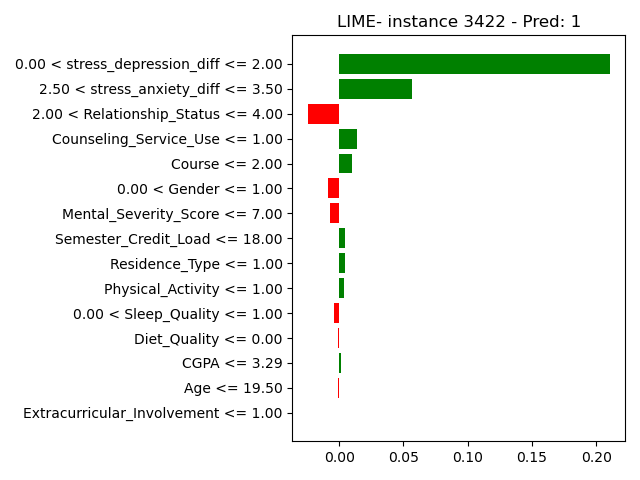 LIME- instance 3422 - Pred: 1
0.00 < stress_depression_diff <= 2.00
2.50 < stress_anxiety_diff <= 3.50
2.00 < Relationship_Status <= 4.00
Counseling_Service_Use <= 1.00
Course <= 2.00
0.00 < Gender <= 1.00
Mental_Severity_Score <= 7.00
Semester_Credit_Load <= 18.00
Residence_Type <= 1.00
Physical_Activity <= 1.00
0.00 < Sleep_Quality <= 1.00
Diet_Quality <= 0.00
CGPA <= 3.29
Age <= 19.50
Extracurricular_Involvement <= 1.00
0.00 0.05 0.10 0.15 0.20